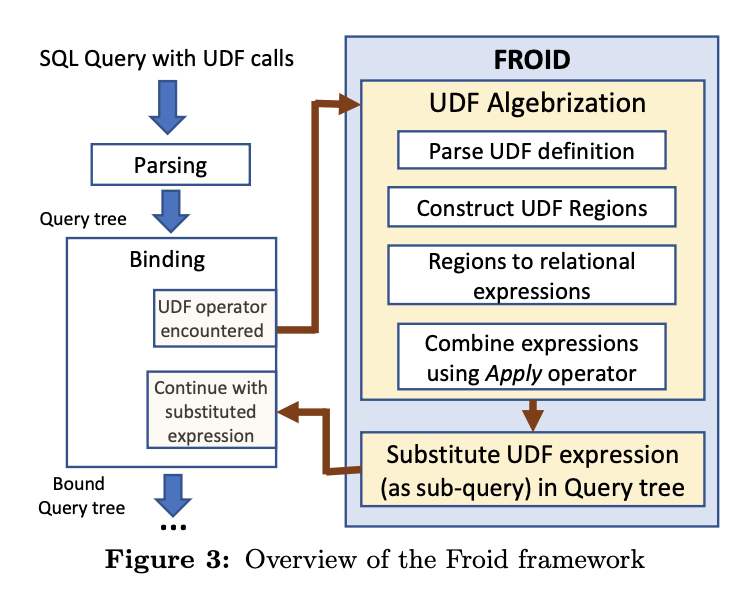 SQL Query with UDF calls
Parsing
Query tree
Binding
UDF operator
encountered
Continue with
substituted
expression
Bound
Query tree
...
FROID
UDF Algebrization
Parse UDF definition
Construct UDF Regions
Regions to relational
expressions
Combine expressions
using Apply operator
Substitute UDF expression
(as sub-query) in Query tree
Figure 3: Overview of the Froid framework